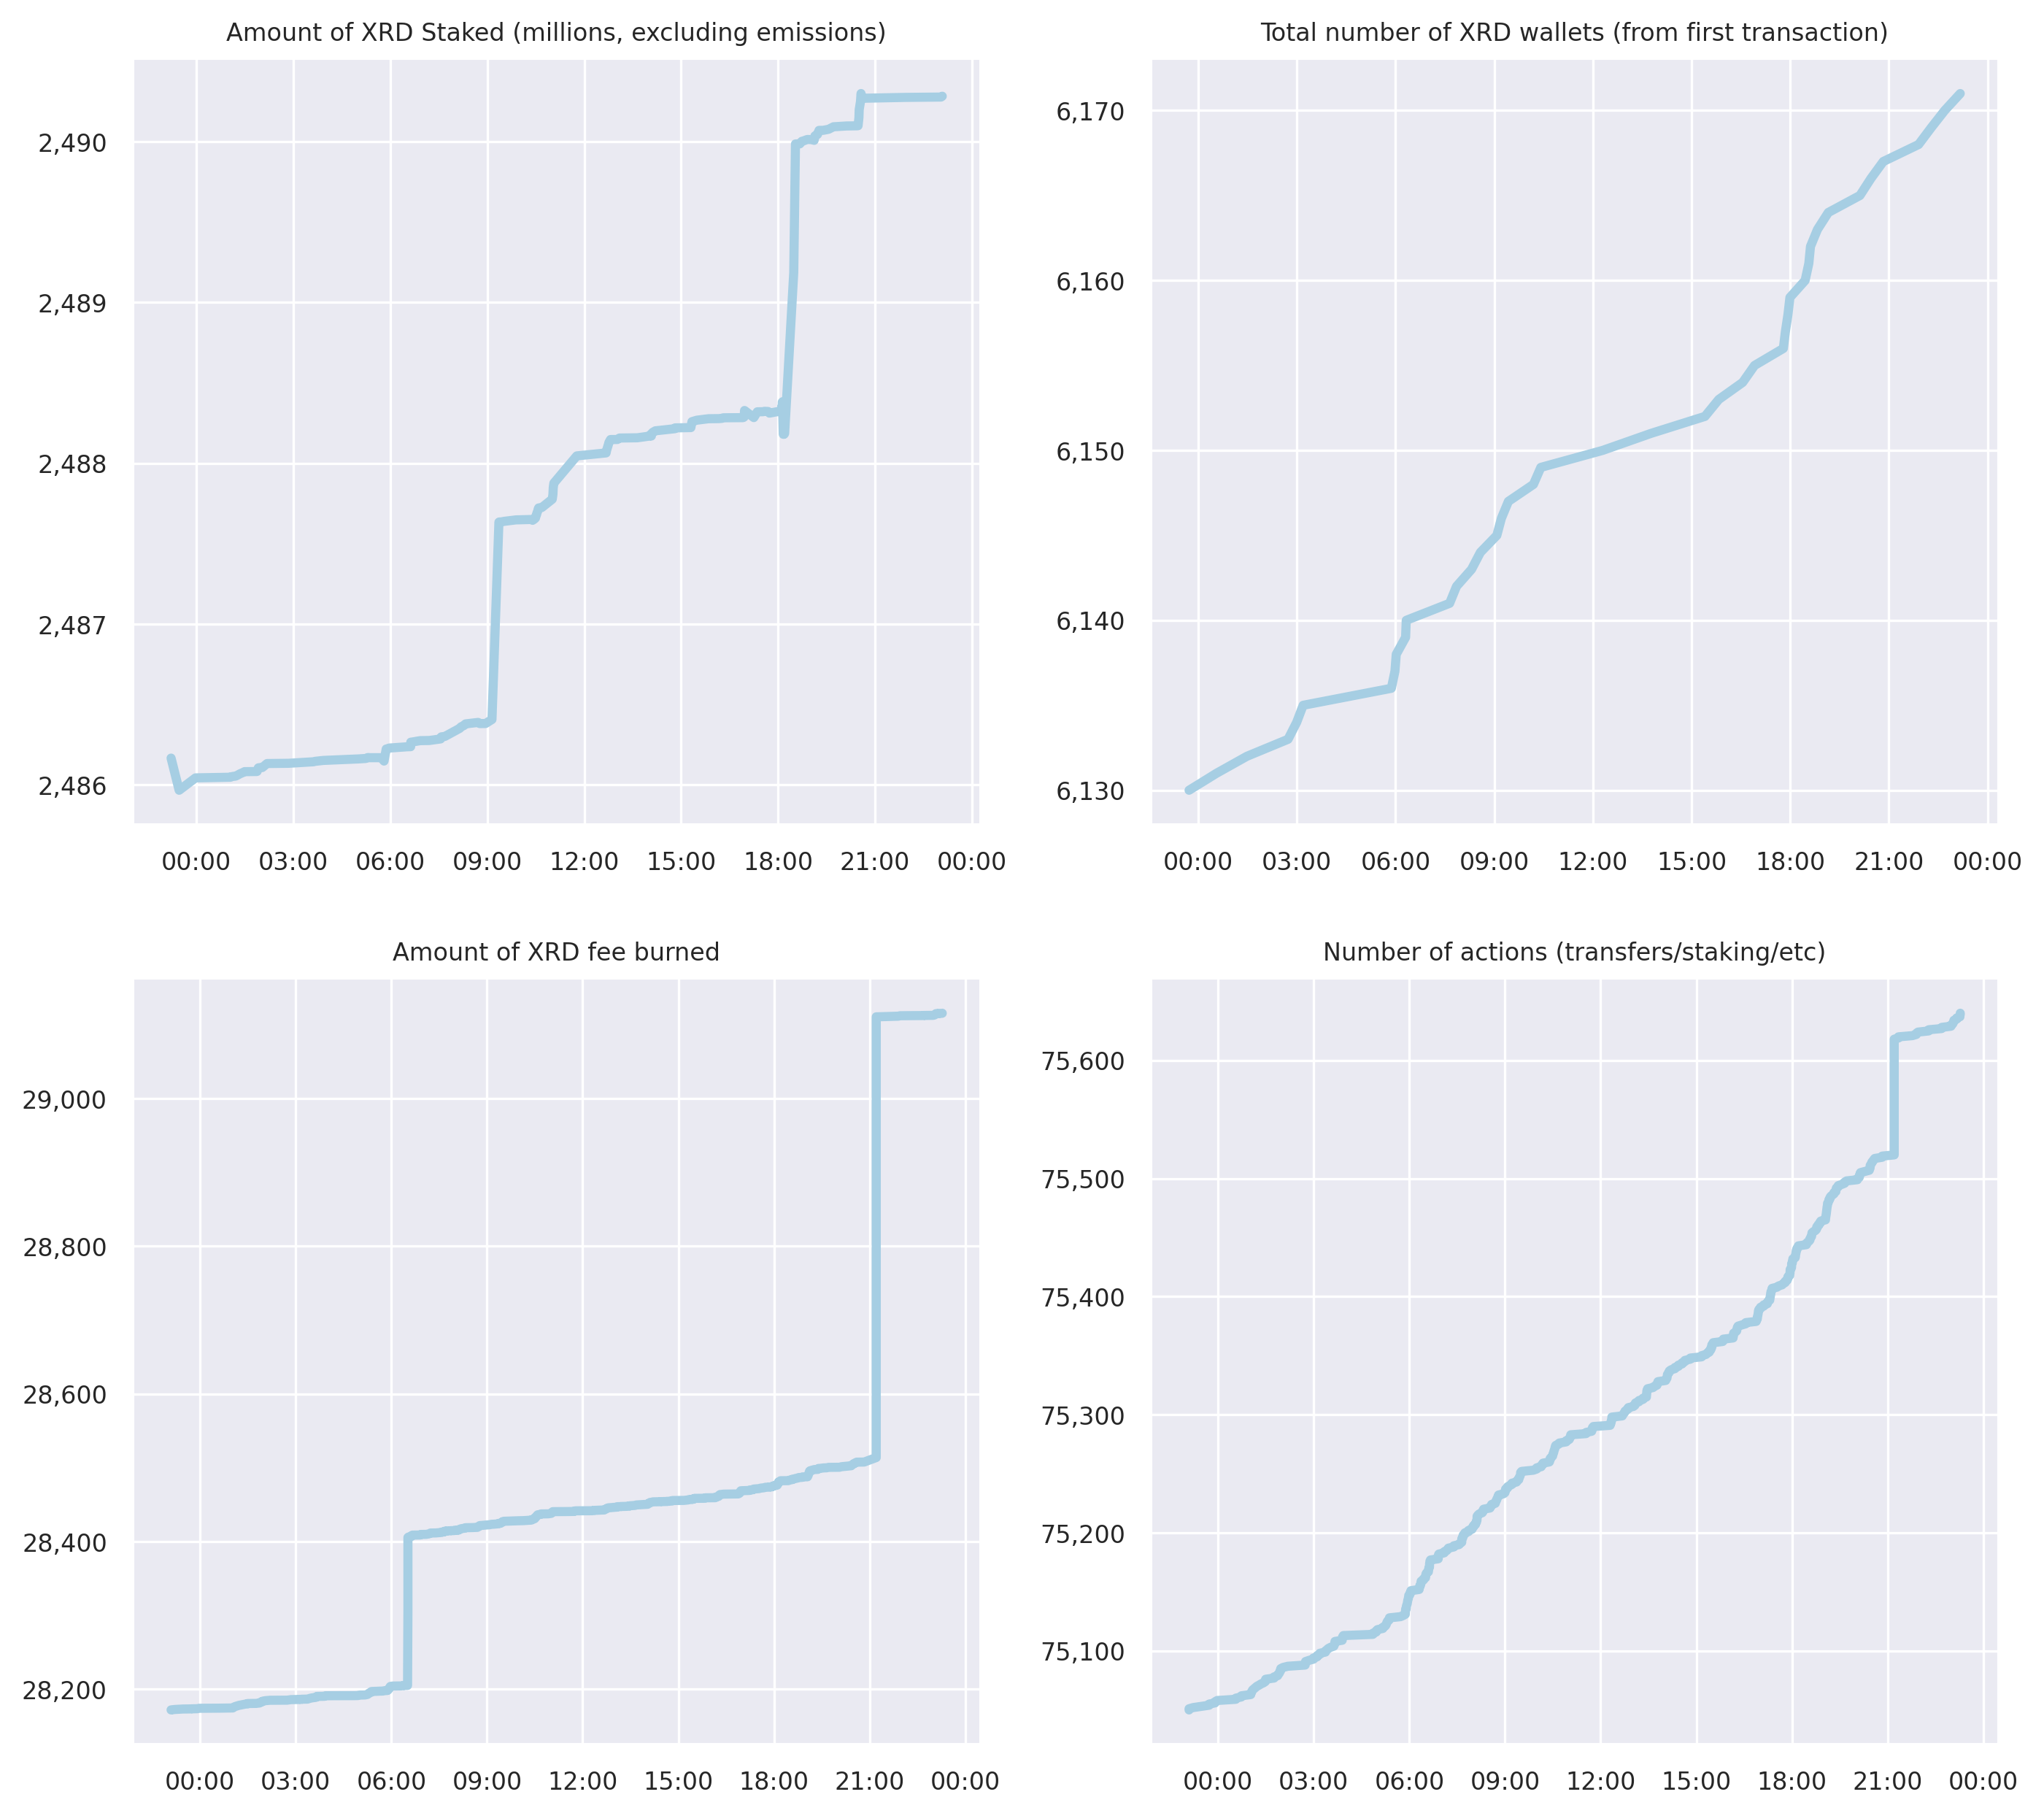 Amount of XRD Staked (millions, excluding emissions)
2,490
2,489
2,488
2,487
2,486
00:00 03:00 06:00 09:00 12:00 15:00 18:00 21:00 00:00
Total number of XRD wallets (from first transaction)
6,170
6,160
6,150
6,140
6,130
00:00 03:00 06:00 09:00 12:00 15:00 18:00 21:00 00:00
Amount of XRD fee burned
29,000
28,800
28,600
28,400
28,200
00:00 03:00 06:00 09:00 12:00 15:00 18:00 21:00 00:00
Number of actions (transfers/staking/etc)
75,600
75,500
75,400
75,300
75,200
75,100
00:00 03:00 06:00 09:00 12:00 15:00 18:00 21:00 00:00